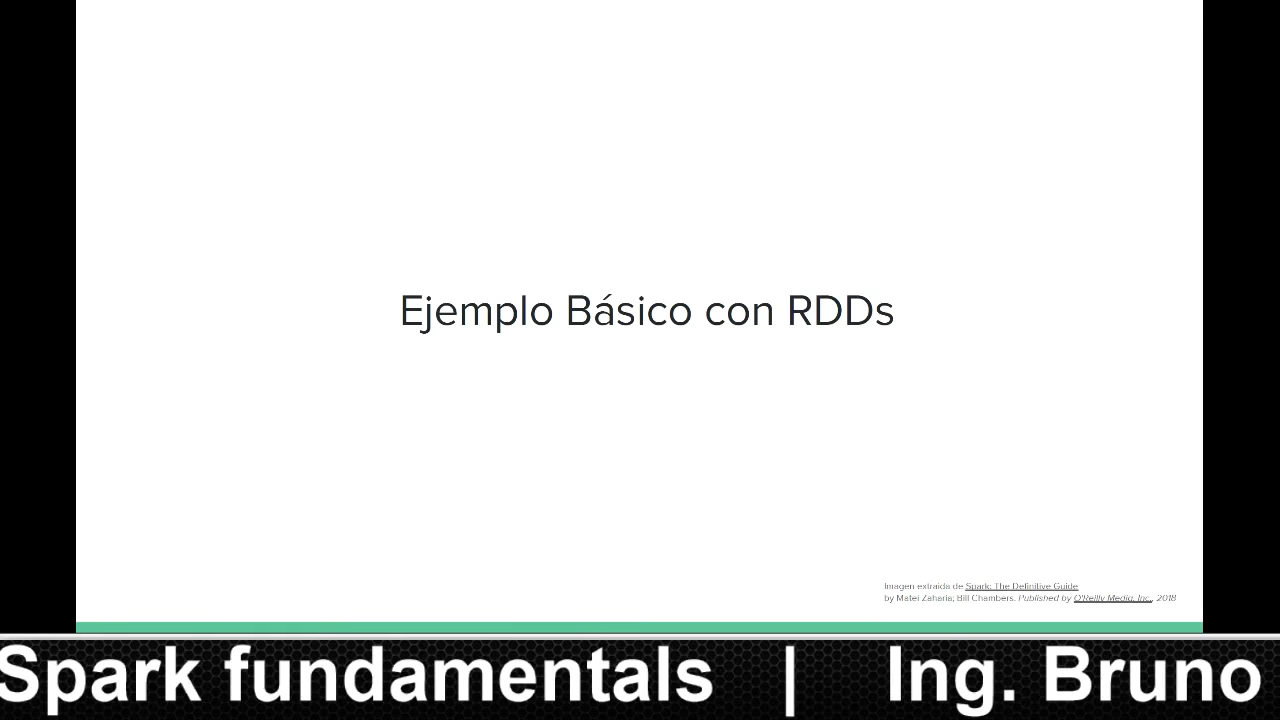 Ejemplo Básico con RDDs
Imagen extraida de Spark: The Definitive Guide
by Matei Zaharia; Bill Chambers. Published by O'Reilly Media, Inc., 2018
Spark fundamentals | Ing. Bruno